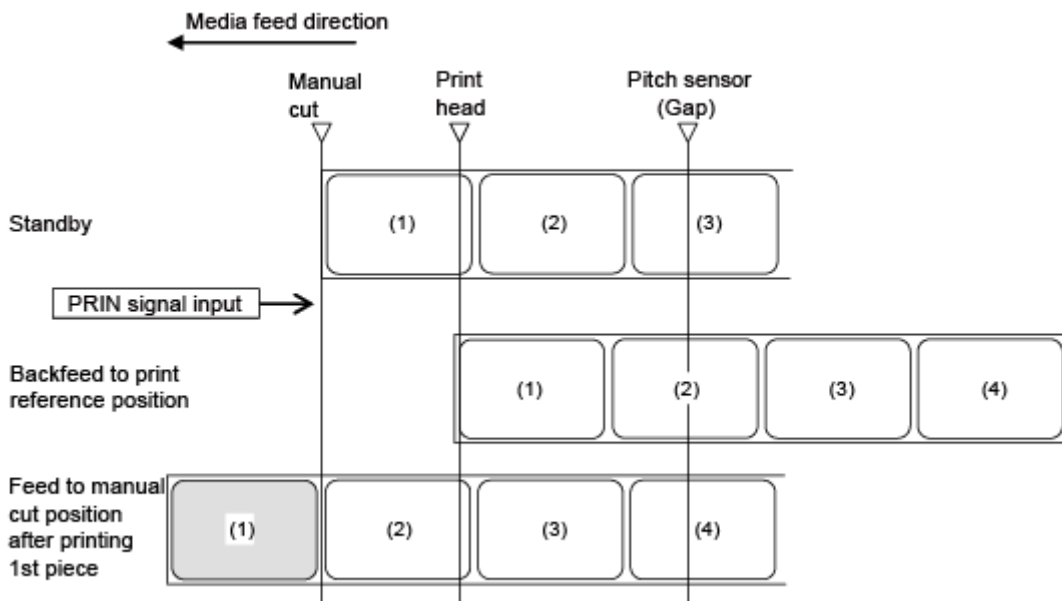 Media feed direction
Manual
cut
Print
head
Pitch sensor
(Gap)
Standby
(1)
(2)
(3)
PRIN signal input
Backfeed to print
reference position
(1)
(2)
(3)
(4)
Feed to manual
cut position
after printing
1st piece
(1)
(2)
(3)
(4)